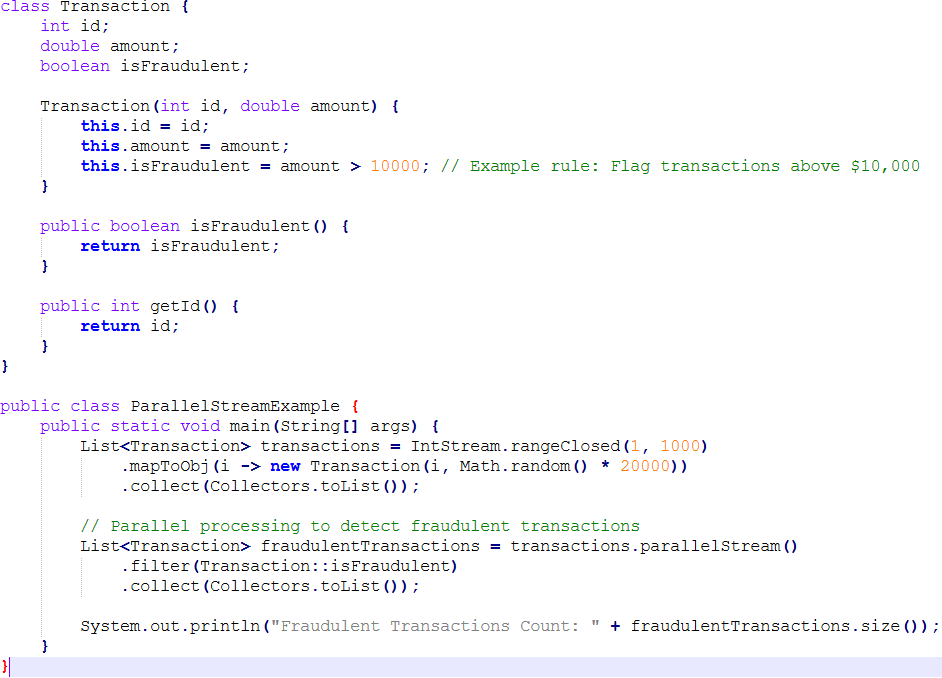 class Transaction {
    int id;
    double amount;
    boolean isFraudulent;

    Transaction(int id, double amount) {
        this.id = id;
        this.amount = amount;
        this.isFraudulent = amount > 10000; // Example rule: Flag transactions above $10,000
    }

    public boolean isFraudulent() {
        return isFraudulent;
    }

    public int getId() {
        return id;
    }
}

public class ParallelStreamExample {
    public static void main(String[] args) {
        List<Transaction> transactions = IntStream.rangeClosed(1, 1000)
            .mapToObj(i -> new Transaction(i, Math.random() * 20000))
            .collect(Collectors.toList());

        // Parallel processing to detect fraudulent transactions
        List<Transaction> fraudulentTransactions = transactions.parallelStream()
            .filter(Transaction::isFraudulent)
            .collect(Collectors.toList());

        System.out.println("Fraudulent Transactions Count: " + fraudulentTransactions.size());
    }
}